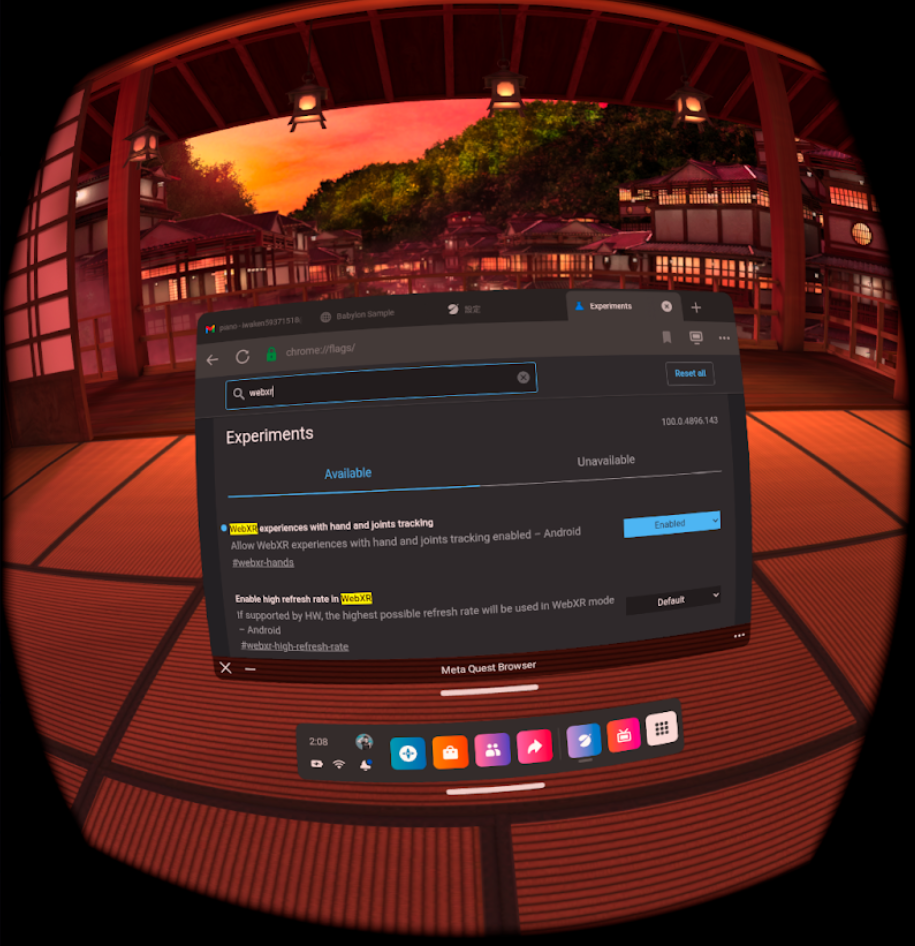 Babylon Sample
設定
Experiments
chrome://flags/
webxr
Reset all
Experiments
100.0.4896.143
Available
Unavailable
WebXR experiences with hand and joints tracking
Enabled
Allow WebXR experiences with hand and joints tracking enabled – Android
#webxr-hands
Enable high refresh rate in WebXR
Default
If supported by HW, the highest possible refresh rate will be used in WebXR mode
– Android
#webxr-high-refresh-rate
Meta Quest Browser
2:08